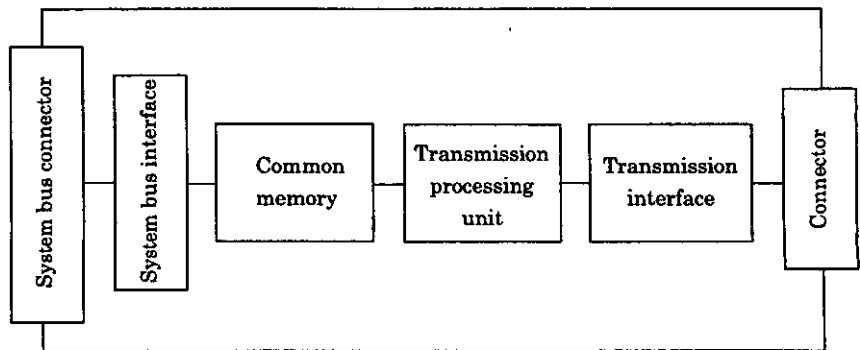 System bus connector
System bus interface
Common
memory
Transmission
processing
unit
Transmission
interface
Connector